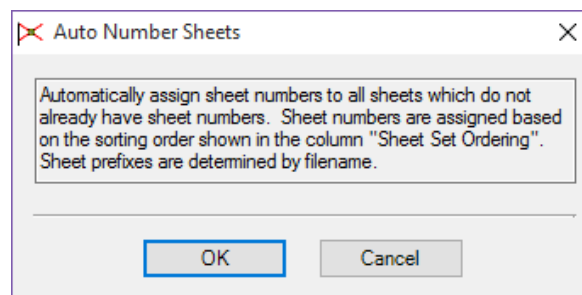 Auto Number Sheets
Automatically assign sheet numbers to all sheets which do not
already have sheet numbers.  Sheet numbers are assigned based
on the sorting order shown in the column "Sheet Set Ordering".
Sheet prefixes are determined by filename.
OK
Cancel